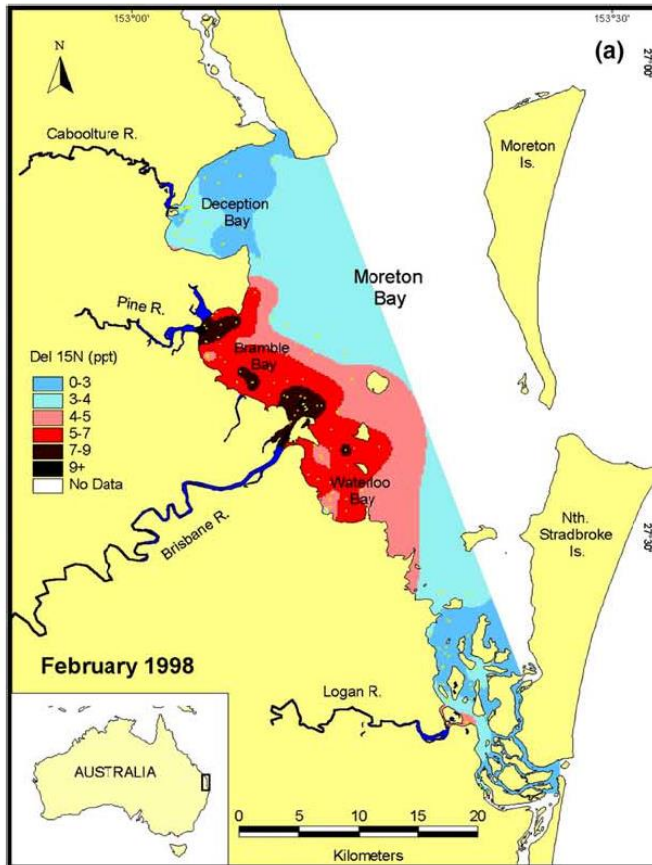 153°00'
153°30'
(a)
N
27°00'
Caboolture R.
Moreton
Is.
Deception
Bay
Moreton
Bay
Pine R.
Del 15N (ppt)
0-3
3-4
4-5
5-7
7-9
9+
No Data
Bramble
Bay
Waterloo
Bay
Brisbane R.
Nth.
Stradbroke
Is.
27°30'
February 1998
Logan R.
AUSTRALIA
0 5 10 15 20
Kilometers